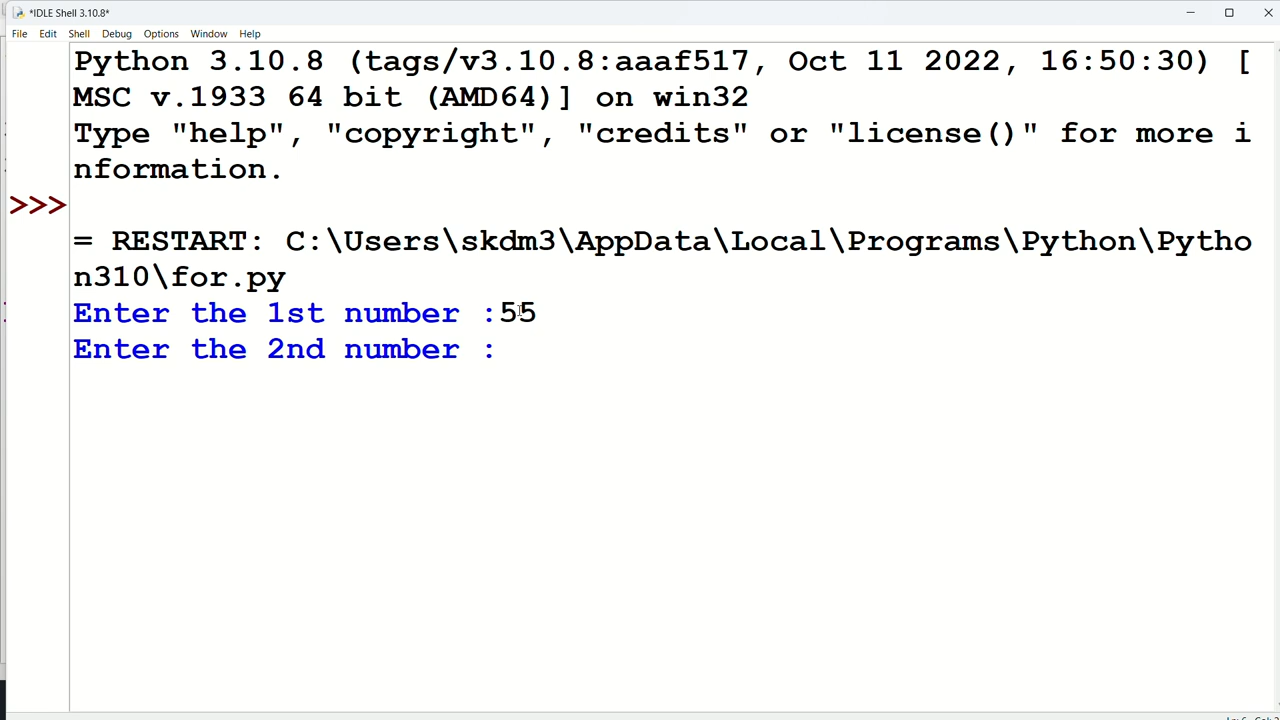 *IDLE Shell 3.10.8*
File Edit Shell Debug Options Window Help
Python 3.10.8 (tags/v3.10.8:aaaf517, Oct 11 2022, 16:50:30) [
MSC v.1933 64 bit (AMD64)] on win32
Type "help", "copyright", "credits" or "license()" for more i
nformation.
>>>
= RESTART: C:\Users\skdm3\AppData\Local\Programs\Python\Pytho
n310\for.py
Enter the 1st number :55
Enter the 2nd number :